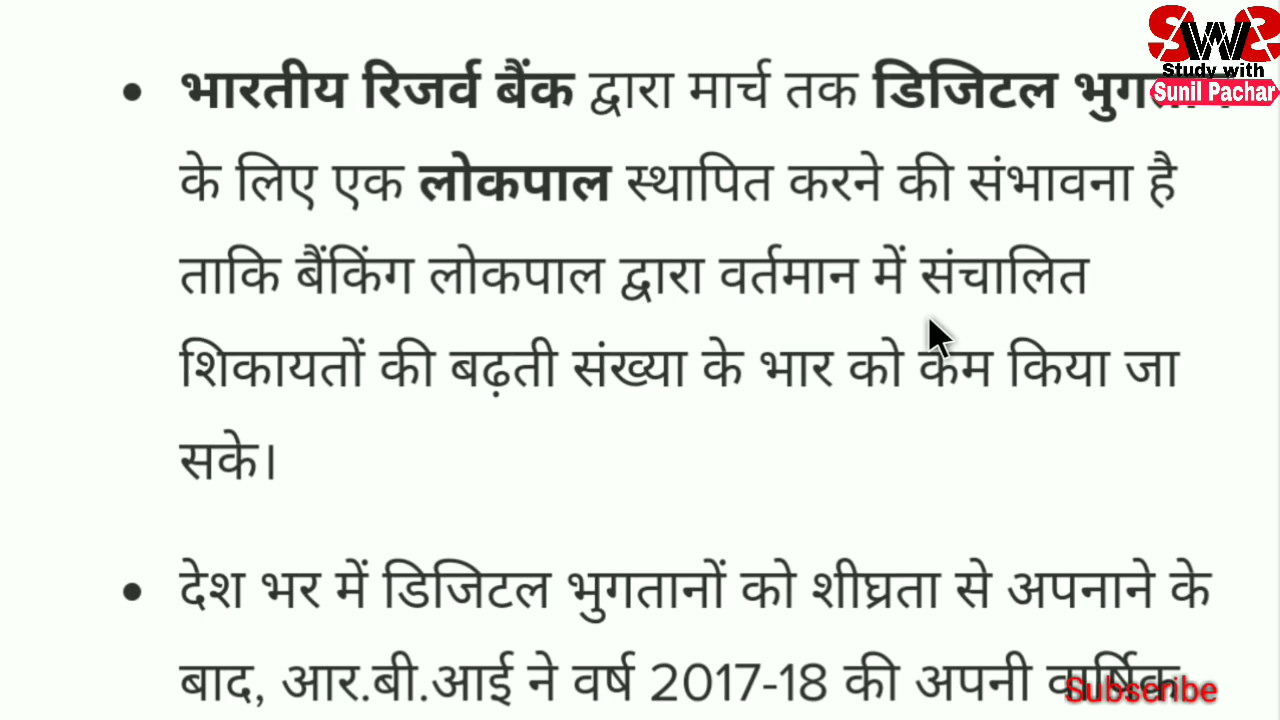 SWS
Study with
Sunil Pachar
• भारतीय रिजर्व बैंक द्वारा मार्च तक डिजिटल
के लिए एक लोकपाल स्थापित करने की संभावना है
ताकि बैंकिंग लोकपाल द्वारा वर्तमान में संचालित
शिकायतों की बढ़ती संख्या के भार को कम किया जा
सके।
• देश भर में डिजिटल भुगतानों को शीघ्रता से अपनाने के
बाद, आर.बी.आई ने वर्ष 2017-18 की अपनी वार्षिक
Subscribe